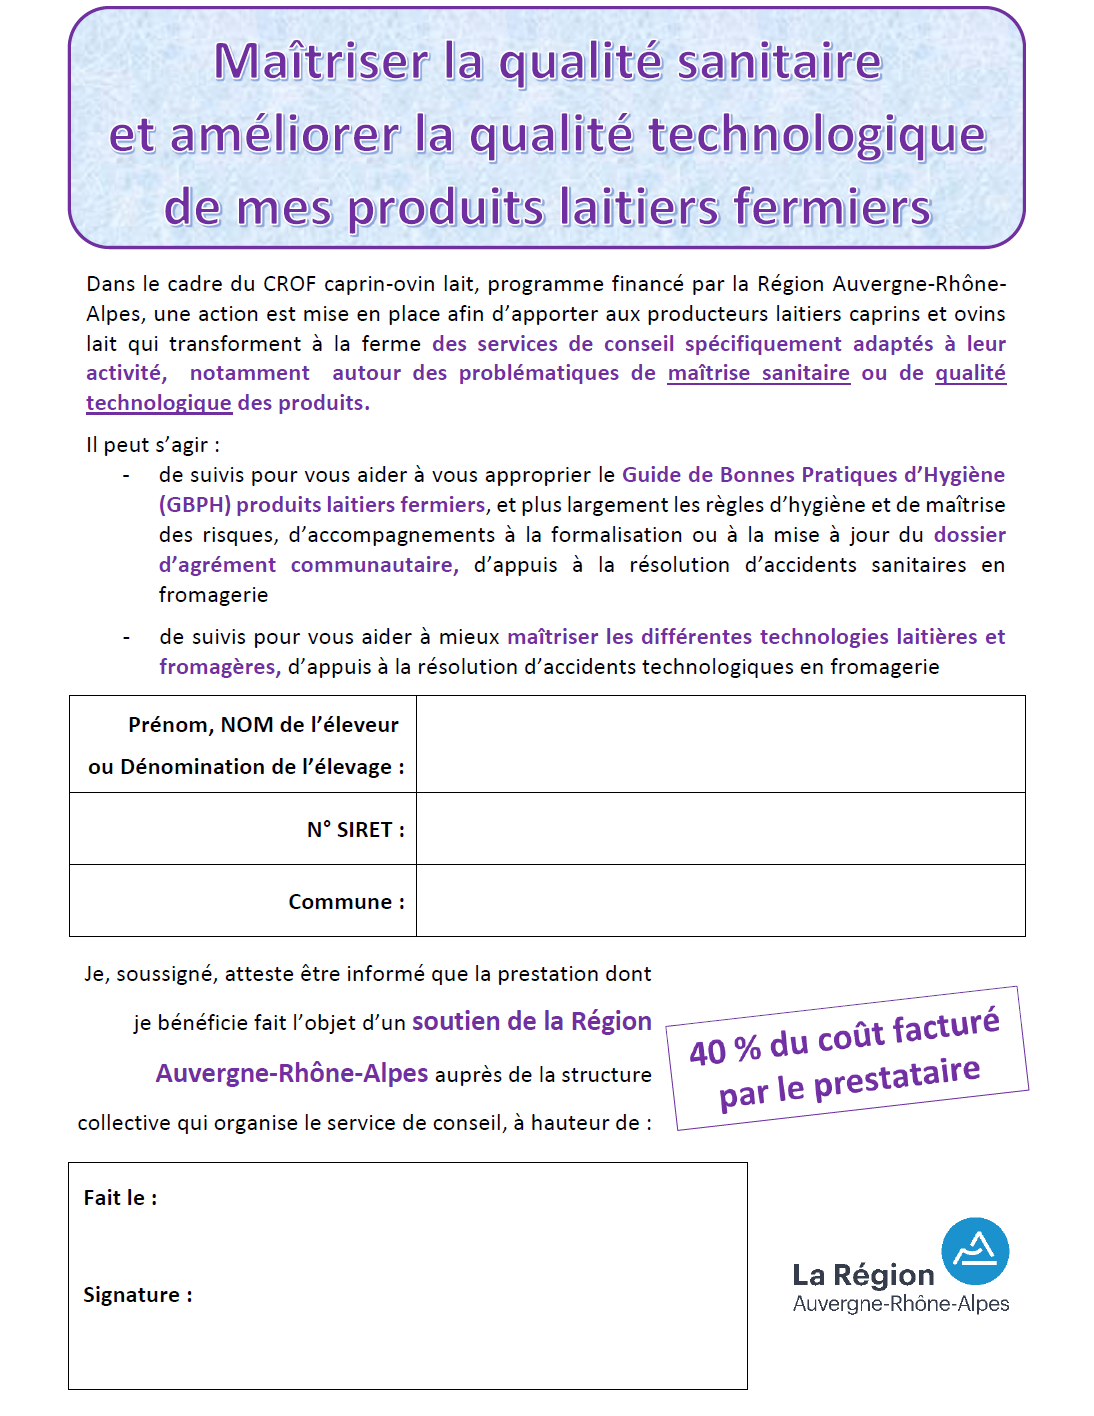 Maîtriser la qualité sanitaire
et améliorer la qualité technologique
de mes produits laitiers fermiers
Dans le cadre du CROF caprin-ovin lait, programme financé par la Région Auvergne-Rhône-
Alpes, une action est mise en place afin d’apporter aux producteurs laitiers caprins et ovins
lait qui transforment à la ferme des services de conseil spécifiquement adaptés à leur
activité, notamment autour des problématiques de maîtrise sanitaire ou de qualité
technologique des produits.
Il peut s’agir :
- de suivis pour vous aider à vous approprier le Guide de Bonnes Pratiques d’Hygiène
(GBPH) produits laitiers fermiers, et plus largement les règles d’hygiène et de maîtrise
des risques, d’accompagnements à la formalisation ou à la mise à jour du dossier
d’agrément communautaire, d’appuis à la résolution d’accidents sanitaires en
fromagerie
- de suivis pour vous aider à mieux maîtriser les différentes technologies laitières et
fromagères, d’appuis à la résolution d’accidents technologiques en fromagerie
Prénom, NOM de l’éleveur
ou Dénomination de l’élevage :
N° SIRET :
Commune :
Je, soussigné, atteste être informé que la prestation dont
je bénéficie fait l’objet d’un soutien de la Région
Auvergne-Rhône-Alpes auprès de la structure
collective qui organise le service de conseil, à hauteur de :
40 % du coût facturé
par le prestataire
Fait le :
Signature :
La Région
Auvergne-Rhône-Alpes